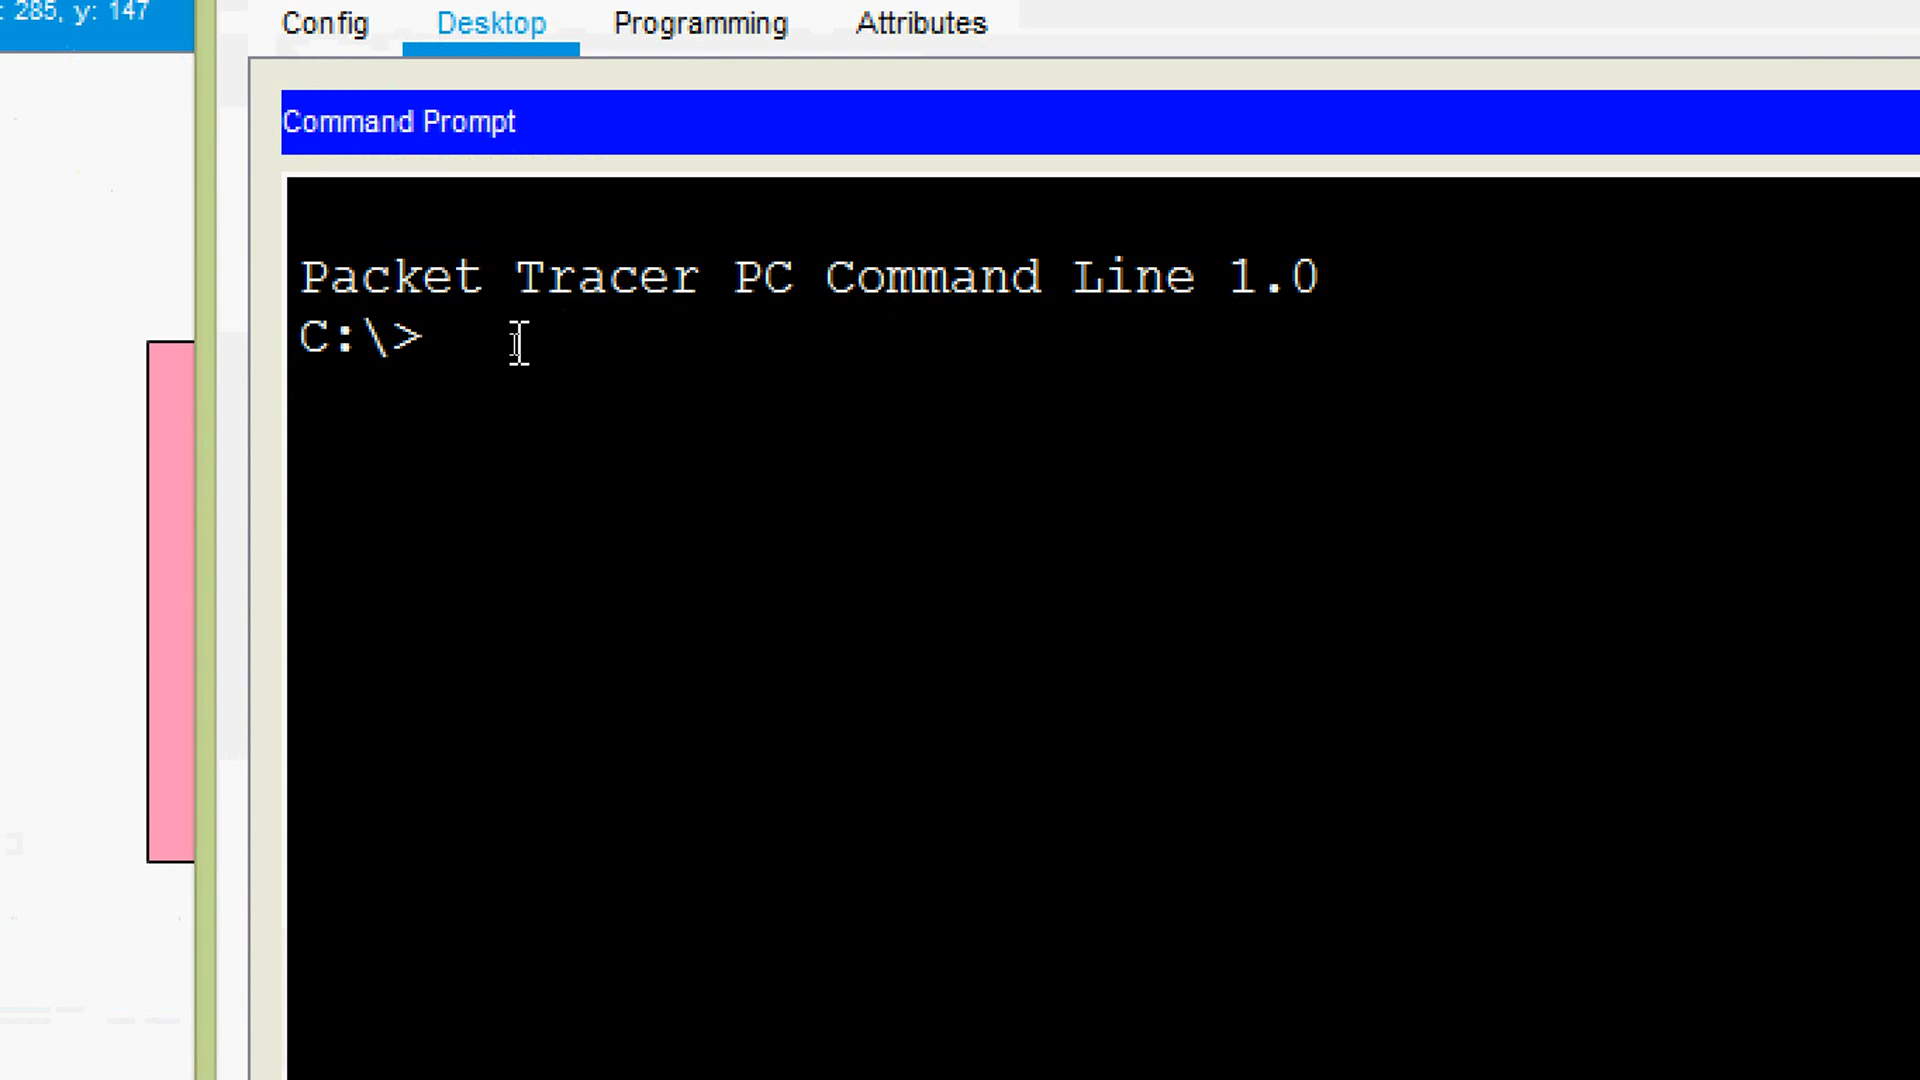 : 285, y: 147
Config Desktop Programming Attributes
Command Prompt
Packet Tracer PC Command Line 1.0
C:\>